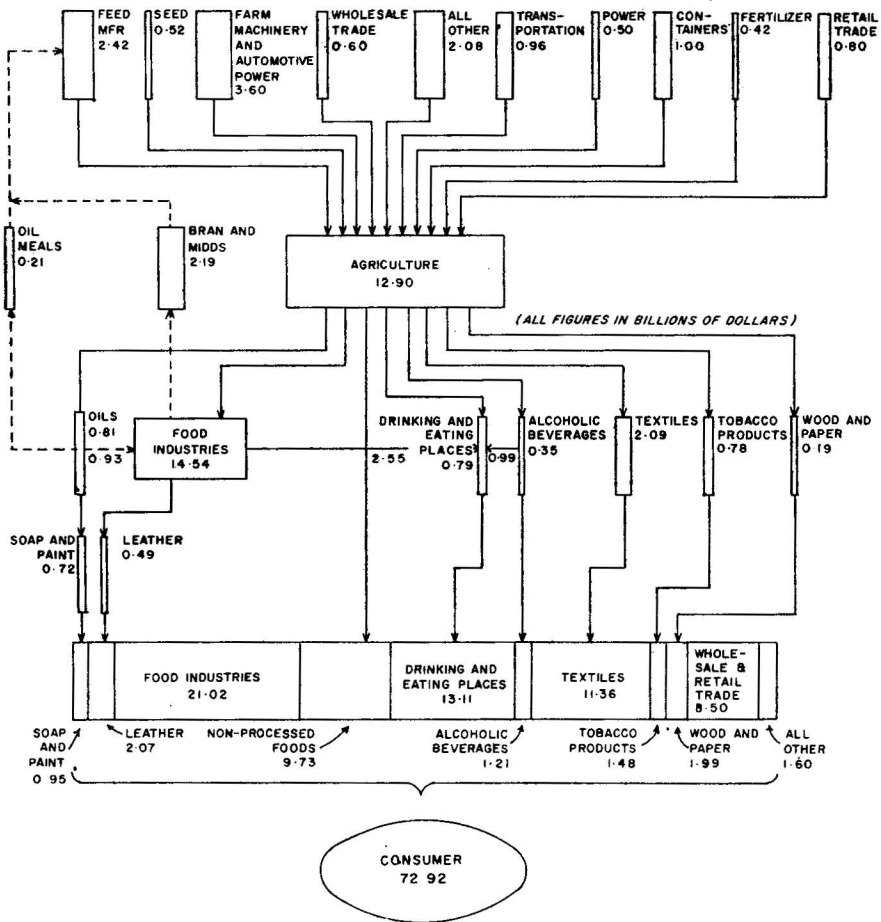 FEED
MFR
2.42
SEED
0.52
FARM
MACHINERY
AND
AUTOMOTIVE
POWER
3.60
WHOLESALE
TRADE
0.60
ALL
OTHER
2.08
TRANS-
PORTATION
0.96
POWER
0.50
CON-
TAINERS
1.00
FERTILIZER
0.42
RETAIL
TRADE
0.80
OIL
MEALS
0.21
BRAN AND
MIDDS
2.19
AGRICULTURE
12.90
(ALL FIGURES IN BILLIONS OF DOLLARS)
OILS
0.81
0.93
FOOD
INDUSTRIES
14.54
2.55
DRINKING AND
EATING
PLACES
0.79
0.99
ALCOHOLIC
BEVERAGES
0.35
TEXTILES
2.09
TOBACCO
PRODUCTS
0.78
WOOD AND
PAPER
0.19
SOAP AND
PAINT
0.72
LEATHER
0.49
FOOD INDUSTRIES
21.02
DRINKING AND
EATING PLACES
13.11
TEXTILES
11.36
WHOLE-
SALE &
RETAIL
TRADE
8.50
SOAP
AND
PAINT
0 95
LEATHER
2.07
NON-PROCESSED
FOODS
9.73
ALCOHOLIC
BEVERAGES
1.21
TOBACCO
PRODUCTS
1.48
WOOD AND
PAPER
1.99
ALL
OTHER
1.60
CONSUMER
72 92